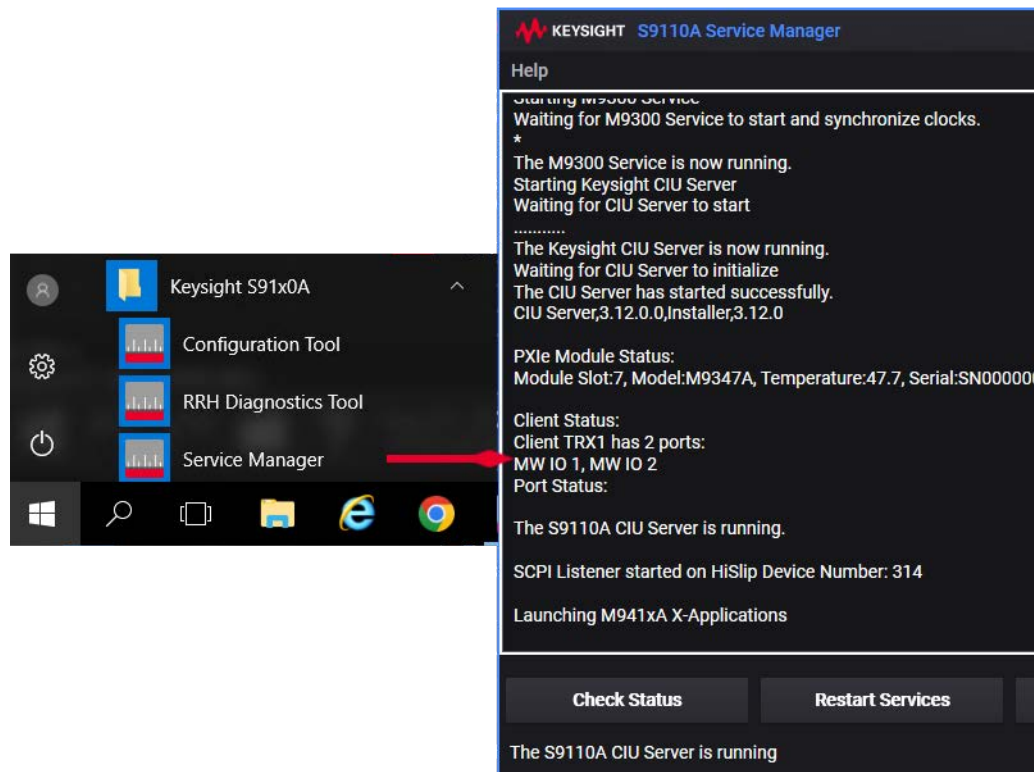 Keysight S91x0A
Configuration Tool
RRH Diagnostics Tool
Service Manager
KEYSIGHT S9110A Service Manager
Help
Starting M9300 Service
Waiting for M9300 Service to start and synchronize clocks.
*
The M9300 Service is now running.
Starting Keysight CIU Server
Waiting for CIU Server to start
...........
The Keysight CIU Server is now running.
Waiting for CIU Server to initialize
The CIU Server has started successfully.
CIU Server,3.12.0.0,Installer,3.12.0
PXIe Module Status:
Module Slot:7, Model:M9347A, Temperature:47.7, Serial:SN000000
Client Status:
Client TRX1 has 2 ports:
MW IO 1, MW IO 2
Port Status:
The S9110A CIU Server is running.
SCPI Listener started on HiSlip Device Number: 314
Launching M941xA X-Applications
Check Status
Restart Services
The S9110A CIU Server is running